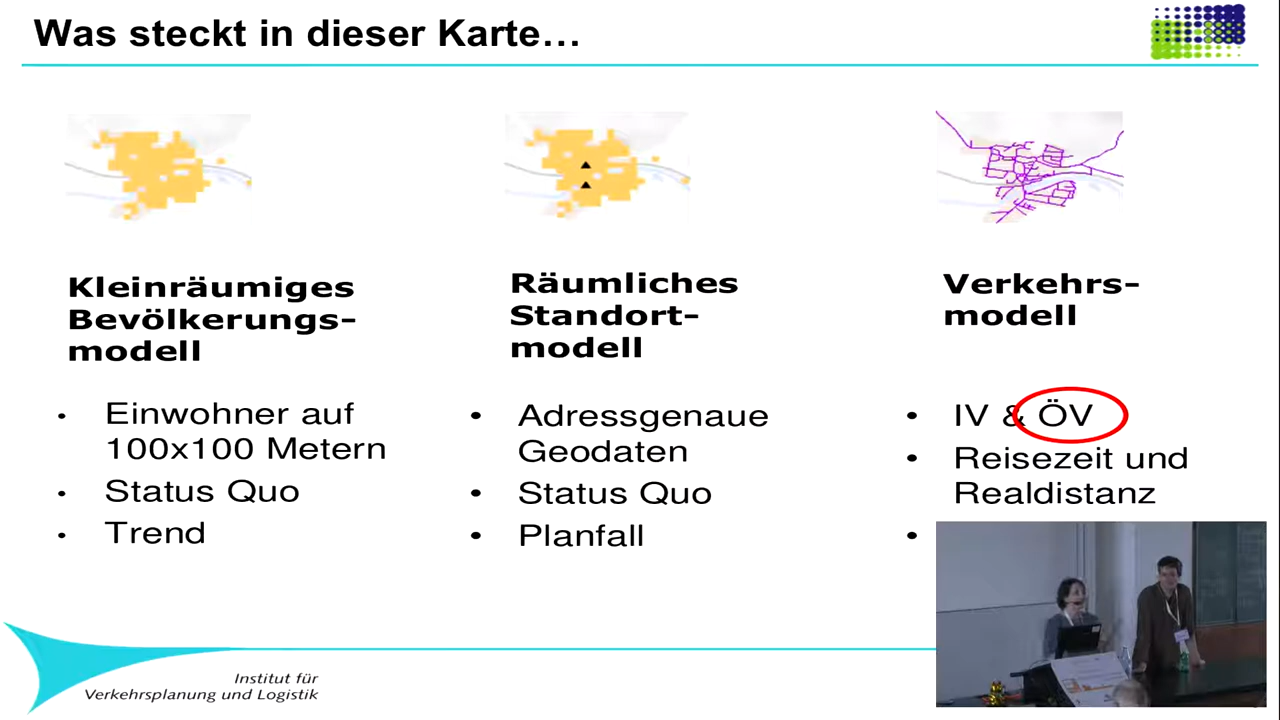 Was steckt in dieser Karte…
Kleinräumiges
Bevölkerungs-
modell
• Einwohner auf
100x100 Metern
• Status Quo
• Trend
Räumliches
Standort-
modell
• Adressgenaue
Geodaten
• Status Quo
• Planfall
Verkehrs-
modell
• IV & ÖV
• Reisezeit und
Realdistanz
•
Institut für
Verkehrsplanung und Logistik